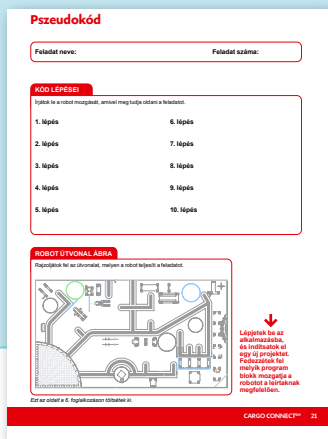 Pszeudokód
Feladat neve: Feladat száma:
KÓD LÉPÉSEI
Írjátok le a robot mozgását, amivel meg tudja oldani a feladatot.
1. lépés 6. lépés
2. lépés 7. lépés
3. lépés 8. lépés
4. lépés 9. lépés
5. lépés 10. lépés
ROBOT ÚTVONAL ÁBRA
Rajzoljátok fel az útvonalat, melyen a robot teljesíti a feladatot.
Lépjetek be az
alkalmazásba,
és indítsatok el
egy új projektet.
Fedezzétek fel
melyik program
blokk mozgatja a
robotot a leírtaknak
megfelelően.
Ezt az oldalt a 6. foglalkozáson töltsétek ki.
CARGO CONNECT℠ 21